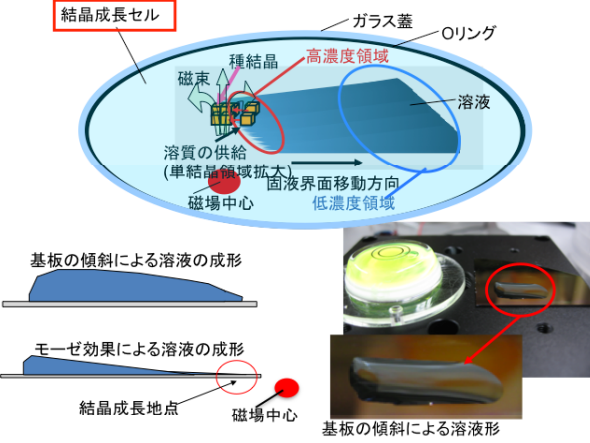 結晶成長セル
ガラス蓋
Oリング
種結晶
高濃度領域
磁束
溶液
溶質の供給
(単結晶領域拡大)
固液界面移動方向
磁場中心
低濃度領域
基板の傾斜による溶液の成形
モーゼ効果による溶液の成形
結晶成長地点
磁場中心
基板の傾斜による溶液形